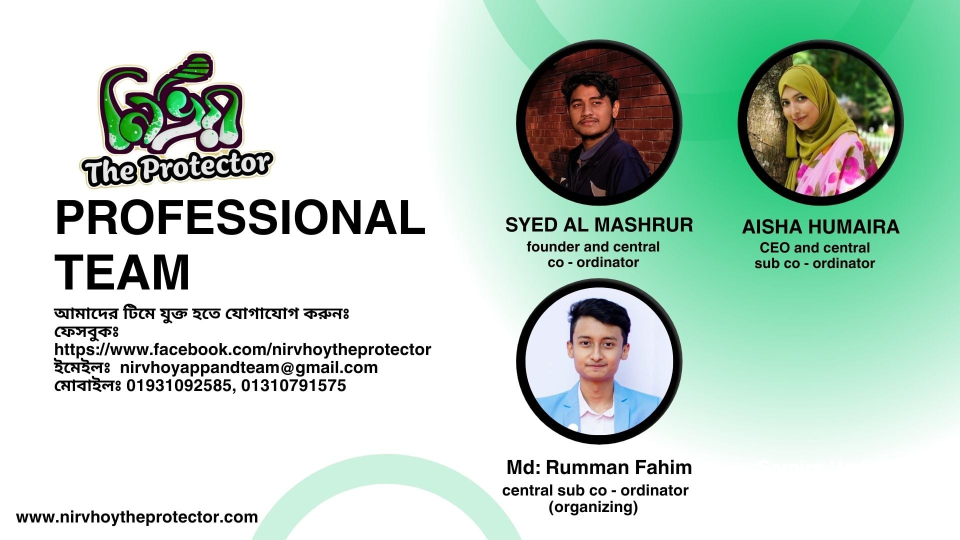 নির্ভয়
The Protector
PROFESSIONAL
TEAM
আমাদের টিমে যুক্ত হতে যোগাযোগ করুনঃ
ফেসবুকঃ
https://www.facebook.com/nirvhoytheprotector
ইমেইলঃ nirvhoyappandteam@gmail.com
মোবাইলঃ 01931092585, 01310791575
www.nirvhoytheprotector.com
SYED AL MASHRUR
founder and central
co - ordinator
AISHA HUMAIRA
CEO and central
sub co - ordinator
Md: Rumman Fahim
central sub co - ordinator
(organizing)